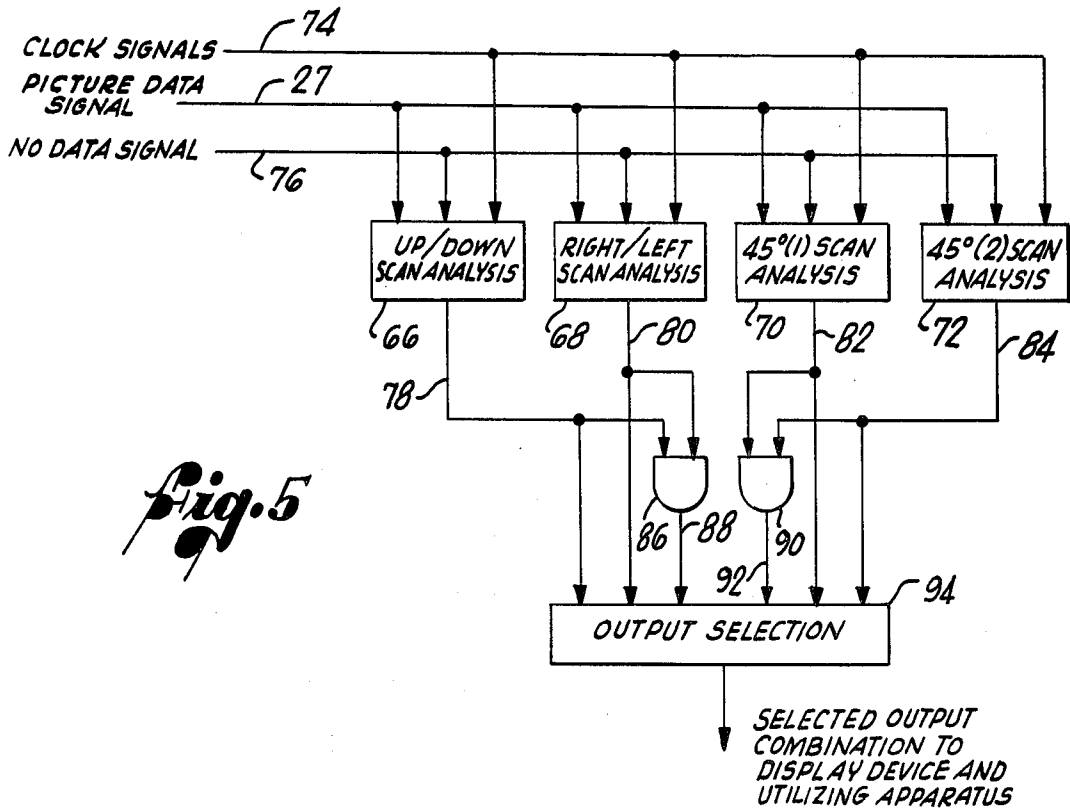 74
CLOCK SIGNALS
PICTURE DATA
SIGNAL
27
NO DATA SIGNAL
76
UP/DOWN
SCAN ANALYSIS
RIGHT/LEFT
SCAN ANALYSIS
45°(1) SCAN
ANALYSIS
45°(2) SCAN
ANALYSIS
66
68
80
70
82
72
84
78
86
88
92
90
Fig. 5
94
OUTPUT SELECTION
SELECTED OUTPUT
COMBINATION TO
DISPLAY DEVICE AND
UTILIZING APPARATUS